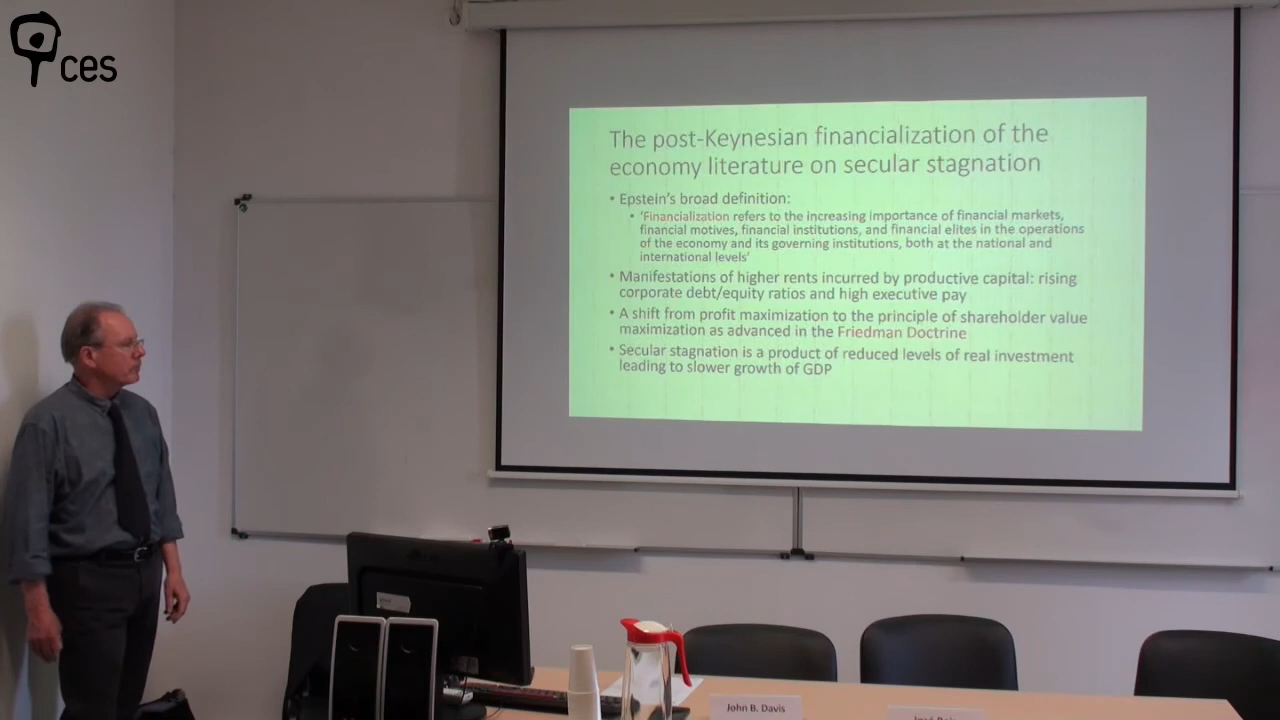 ces
The post-Keynesian financialization of the
economy literature on secular stagnation
• Epstein's broad definition:
• 'Financialization refers to the increasing importance of financial markets,
financial motives, financial institutions, and financial elites in the operations
of the economy and its governing institutions, both at the national and
international levels'
• Manifestations of higher rents incurred by productive capital: rising
corporate debt/equity ratios and high executive pay
• A shift from profit maximization to the principle of shareholder value
maximization as advanced in the Friedman Doctrine
• Secular stagnation is a product of reduced levels of real investment
leading to slower growth of GDP
John B. Davis
José